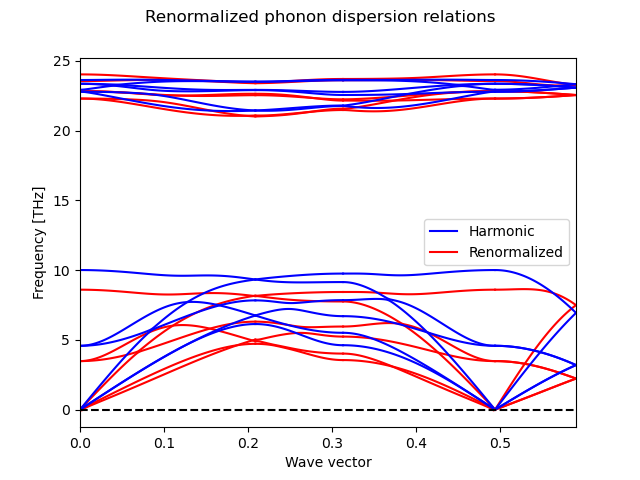 Renormalized phonon dispersion relations
25
20
15
10
5
0
Frequency [THz]
Harmonic
Renormalized
0.0 0.1 0.2 0.3 0.4 0.5
Wave vector